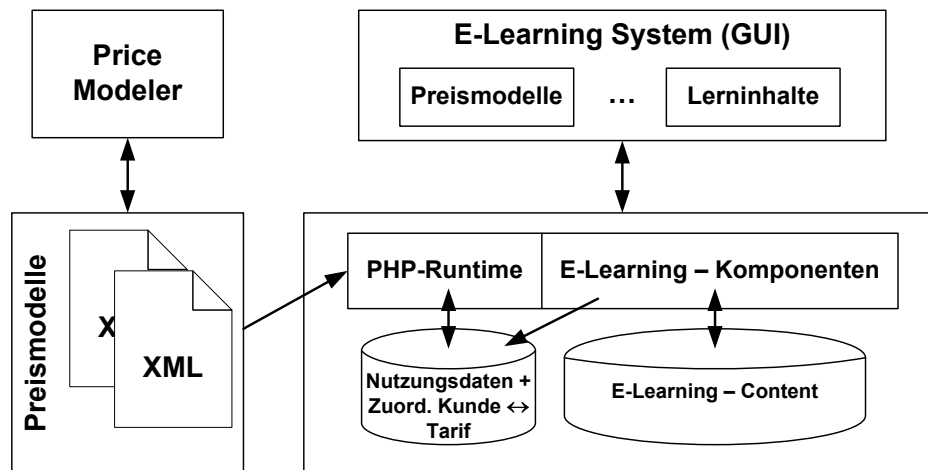 Price
Modeler
E-Learning System (GUI)
Preismodelle
...
Lerninhalte
Preismodelle
X
XML
PHP-Runtime
E-Learning – Komponenten
Nutzungsdaten +
Zuord. Kunde ↔
Tarif
E-Learning – Content